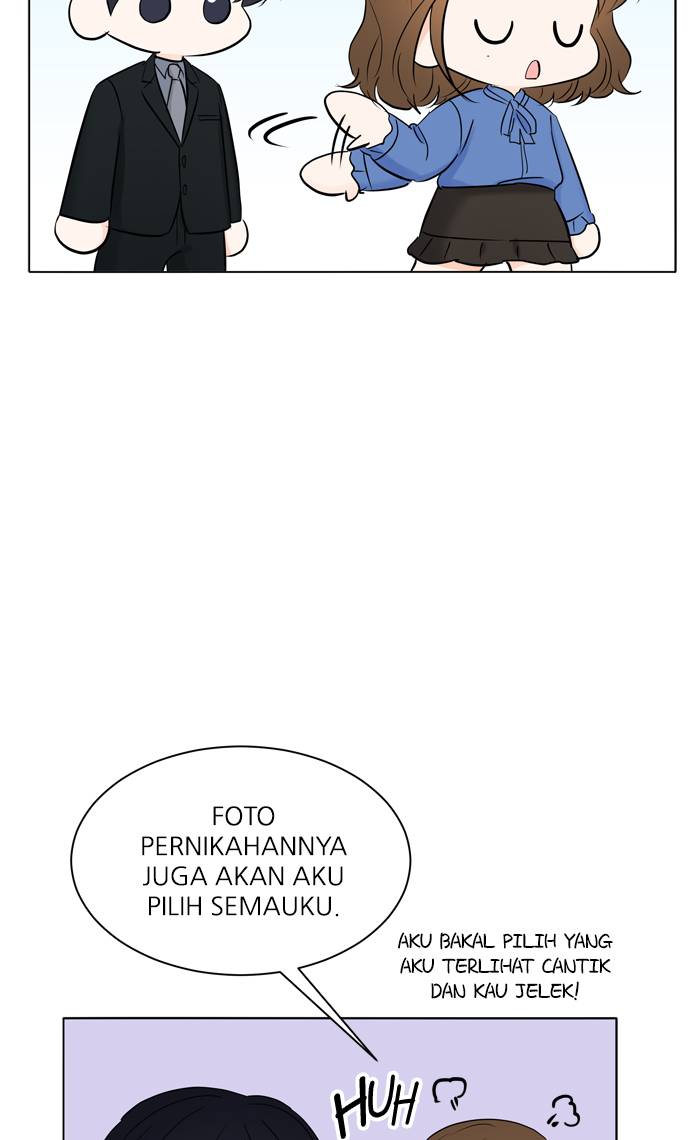 FOTO
PERNIKAHANNYA
JUGA AKAN AKU
PILIH SEMAUKU.
AKU BAKAL PILIH YANG
AKU TERLIHAT CANTIK
DAN KAU JELEK!
HUH